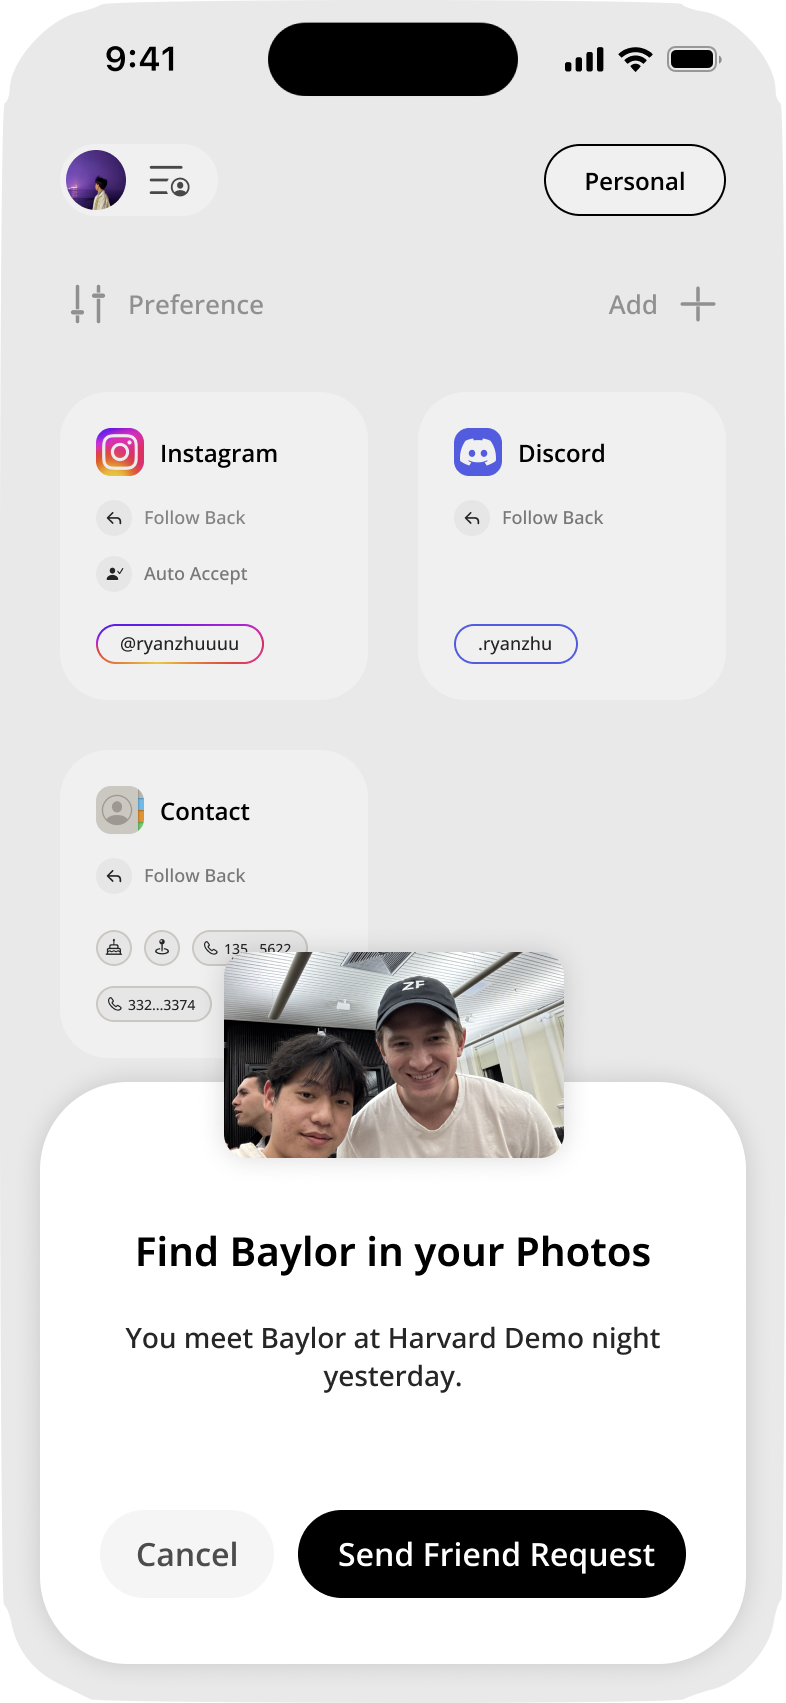 9:41
Personal
Preference
Add
Instagram
Follow Back
Auto Accept
@ryanzhuuuu
Discord
Follow Back
.ryanzhu
Contact
Follow Back
135...5622
332...3374
ZF
Find Baylor in your Photos
You meet Baylor at Harvard Demo night
yesterday.
Cancel
Send Friend Request